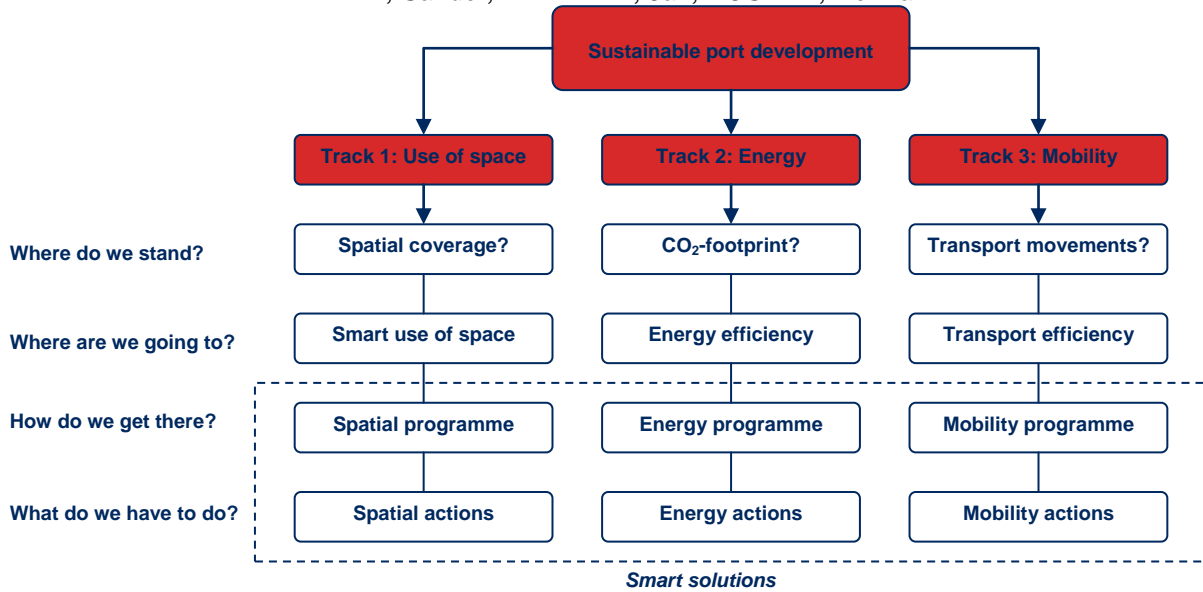 Sustainable port development
Track 1: Use of space
Track 2: Energy
Track 3: Mobility
Where do we stand?
Spatial coverage?
CO₂-footprint?
Transport movements?
Where are we going to?
Smart use of space
Energy efficiency
Transport efficiency
How do we get there?
Spatial programme
Energy programme
Mobility programme
What do we have to do?
Spatial actions
Energy actions
Mobility actions
Smart solutions